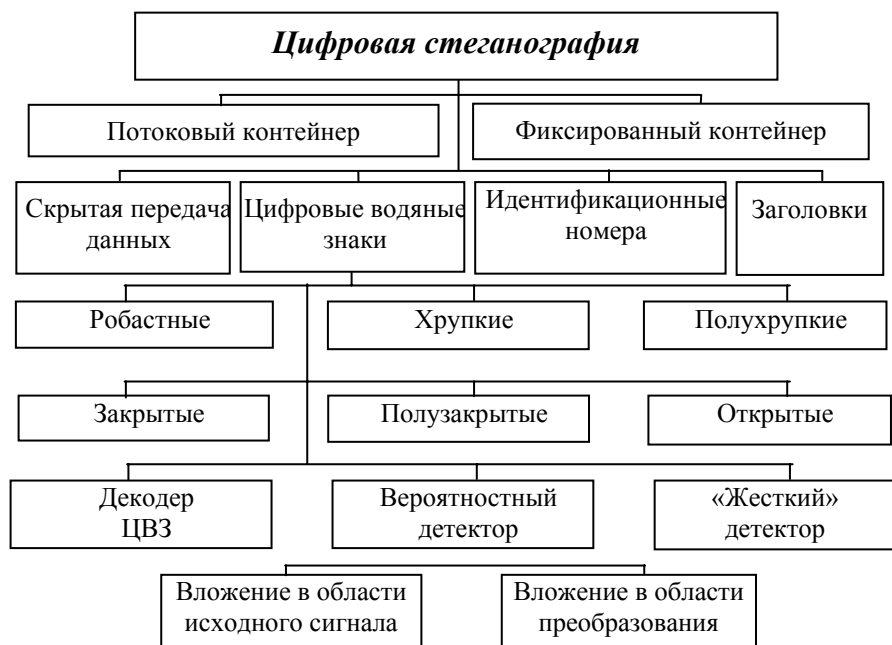 Цифровая стеганография
Потоковый контейнер
Фиксированный контейнер
Скрытая передача
данных
Цифровые водяные
знаки
Идентификационные
номера
Заголовки
Робастные
Хрупкие
Полухрупкие
Закрытые
Полузакрытые
Открытые
Декодер
ЦВЗ
Вероятностный
детектор
«Жесткий»
детектор
Вложение в области
исходного сигнала
Вложение в области
преобразования